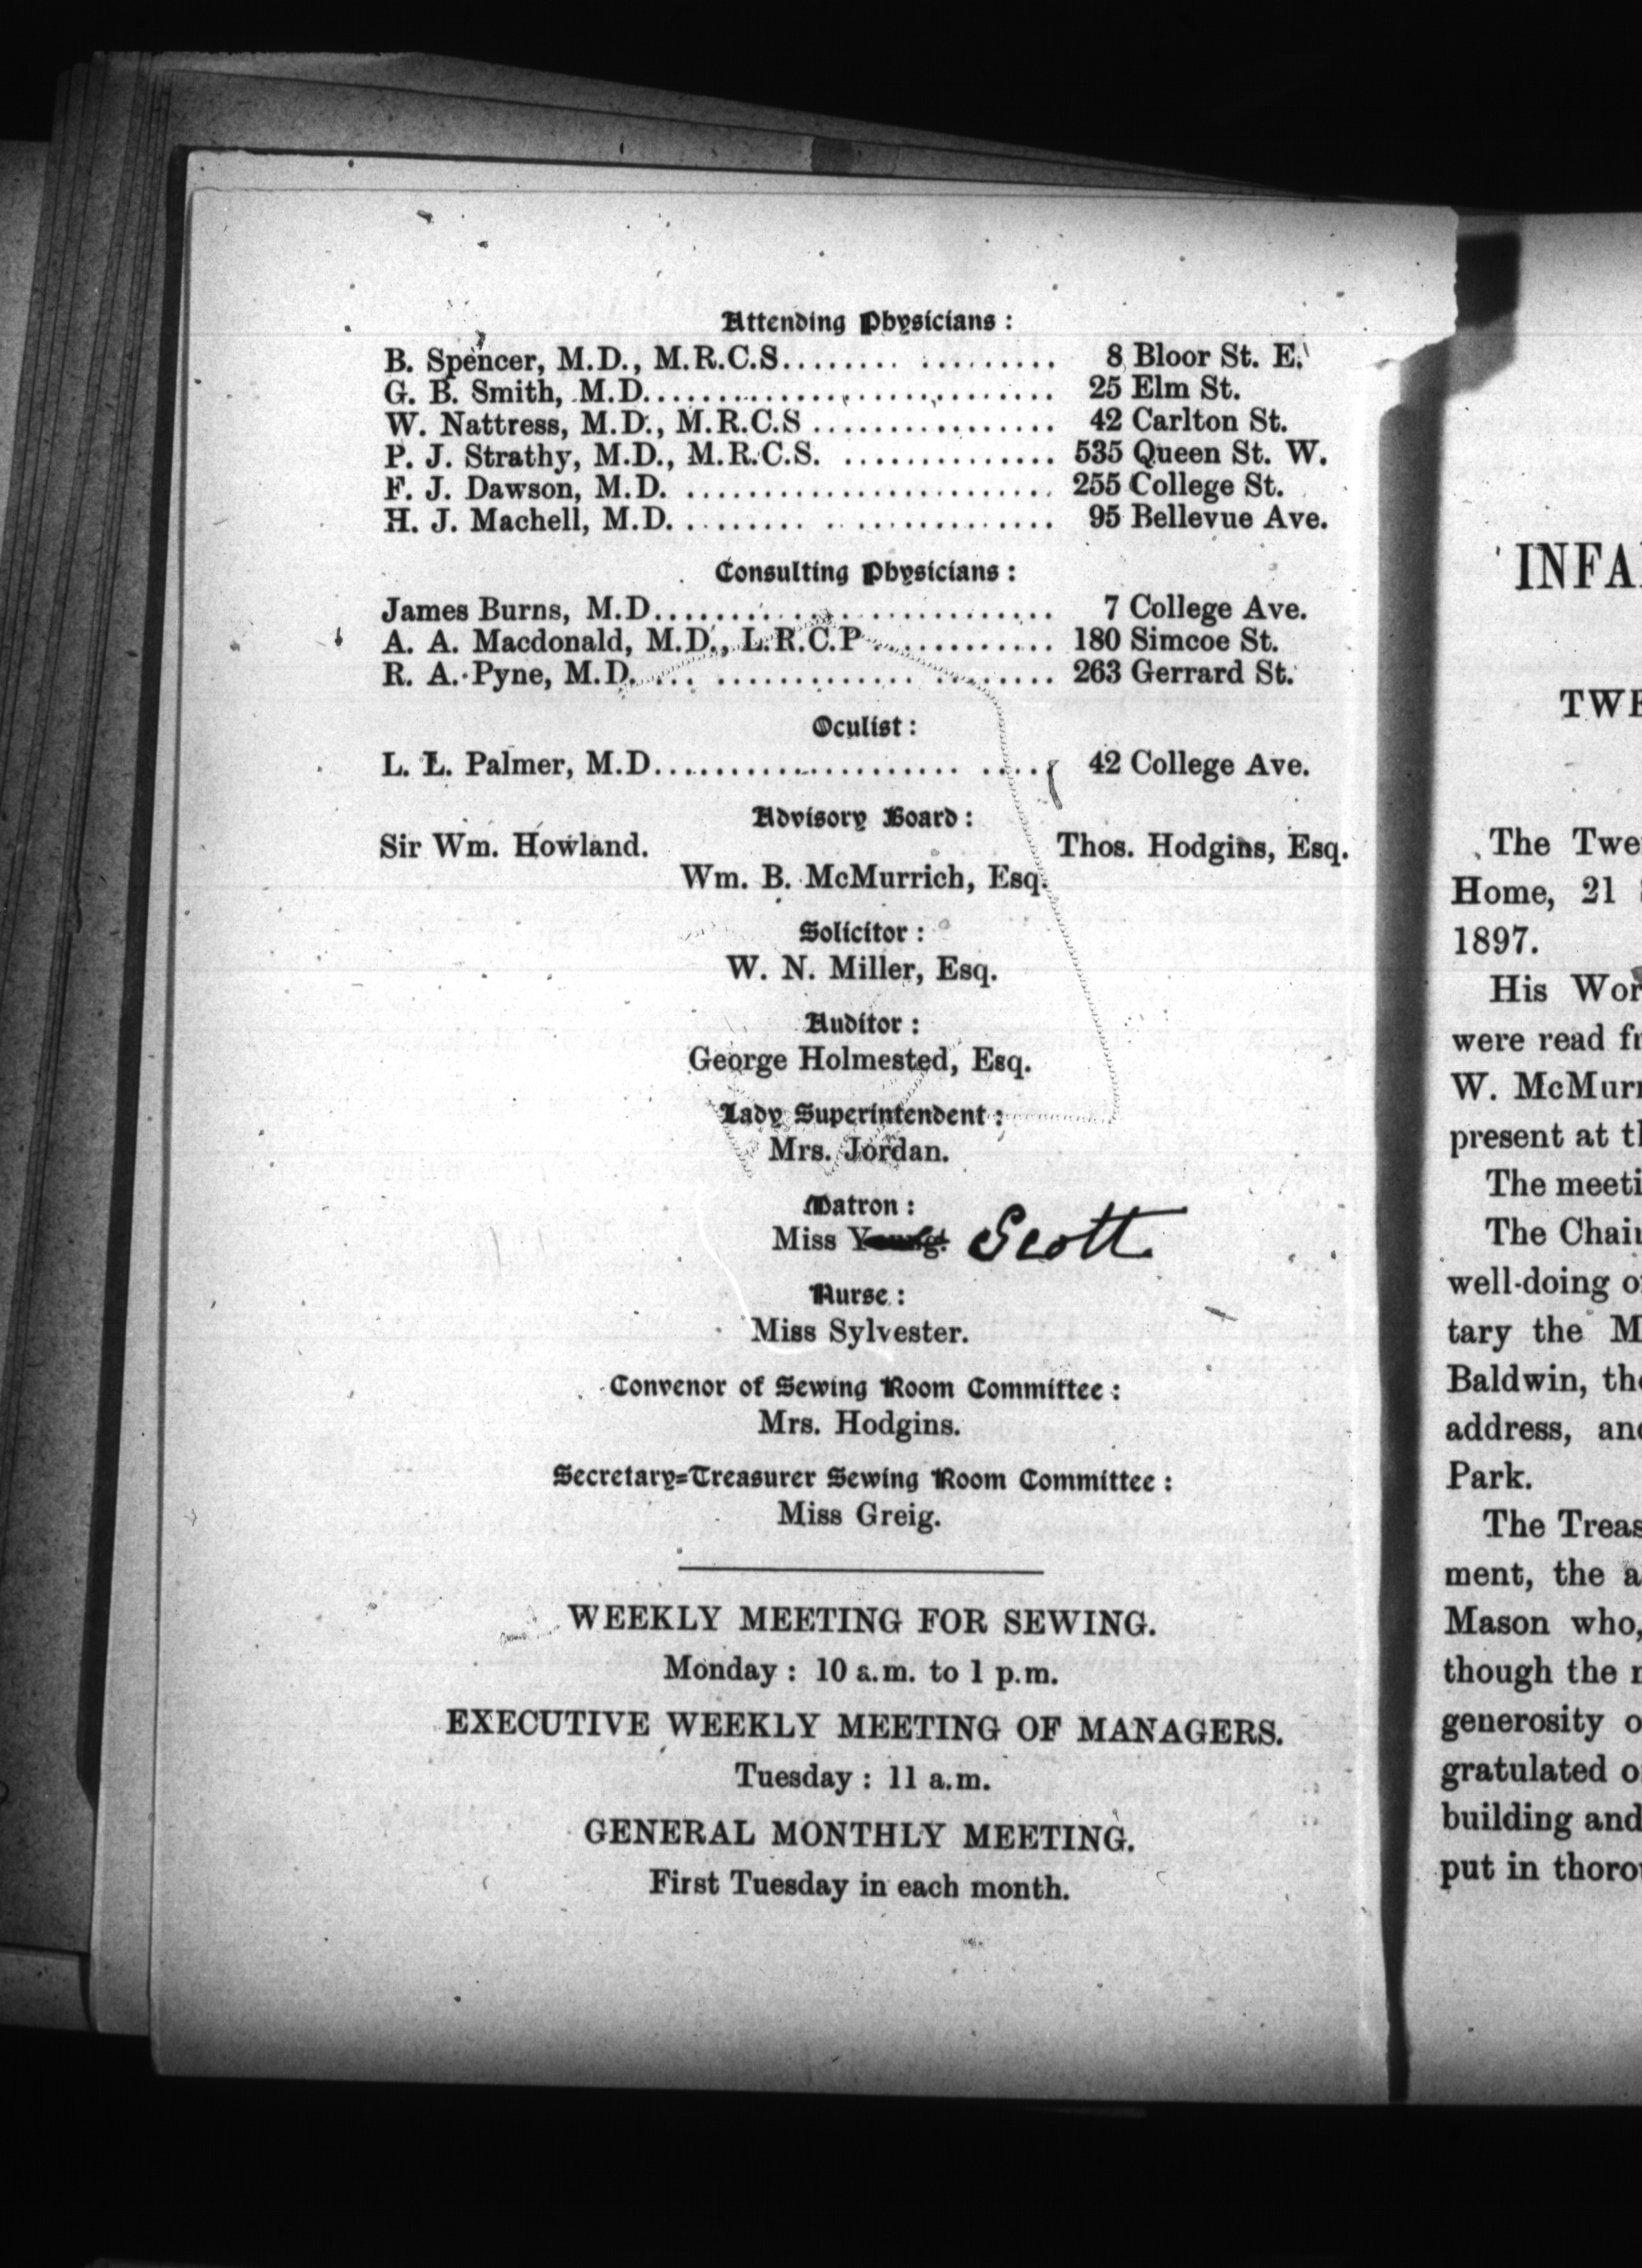 Attending Physicians :
B. Spencer, M.D., M.R.C.S........ ......... 8 Bloor St. E.
G. B. Smith, M.D........................... 25 Elm St.
W. Nattress, M.D., M.R.C.S ................ 42 Carlton St.
P. J. Strathy, M.D., M.R.C.S. .............. 535 Queen St. W.
F. J. Dawson, M.D. ........................ 255 College St.
H. J. Machell, M.D. ........ ............... 95 Bellevue Ave.
Consulting Physicians :
James Burns, M.D.......................... 7 College Ave.
A. A. Macdonald, M.D., L.R.C.P............. 180 Simcoe St.
R. A. Pyne, M.D.... ............. ........ 263 Gerrard St.
Oculist :
L. L. Palmer, M.D.................... ..... 42 College Ave.
Advisory Board :
Sir Wm. Howland. Thos. Hodgins, Esq.
Wm. B. McMurrich, Esq.
Solicitor :
W. N. Miller, Esq.
Auditor :
George Holmested, Esq.
Lady Superintendent :
Mrs. Jordan.
Matron :
Miss Young. Scott
Nurse :
Miss Sylvester.
Convenor of Sewing Room Committee :
Mrs. Hodgins.
Secretary=Treasurer Sewing Room Committee :
Miss Greig.
WEEKLY MEETING FOR SEWING.
Monday : 10 a.m. to 1 p.m.
EXECUTIVE WEEKLY MEETING OF MANAGERS.
Tuesday : 11 a.m.
GENERAL MONTHLY MEETING.
First Tuesday in each month.
INFA
TWE
The Twe
Home, 21
1897.
His Wor
were read fr
W. McMurr
present at th
The meeti
The Chair
well-doing o
tary the M
Baldwin, the
address, and
Park.
The Treas
ment, the a
Mason who,
though the
generosity o
gratulated o
building and
put in thoro